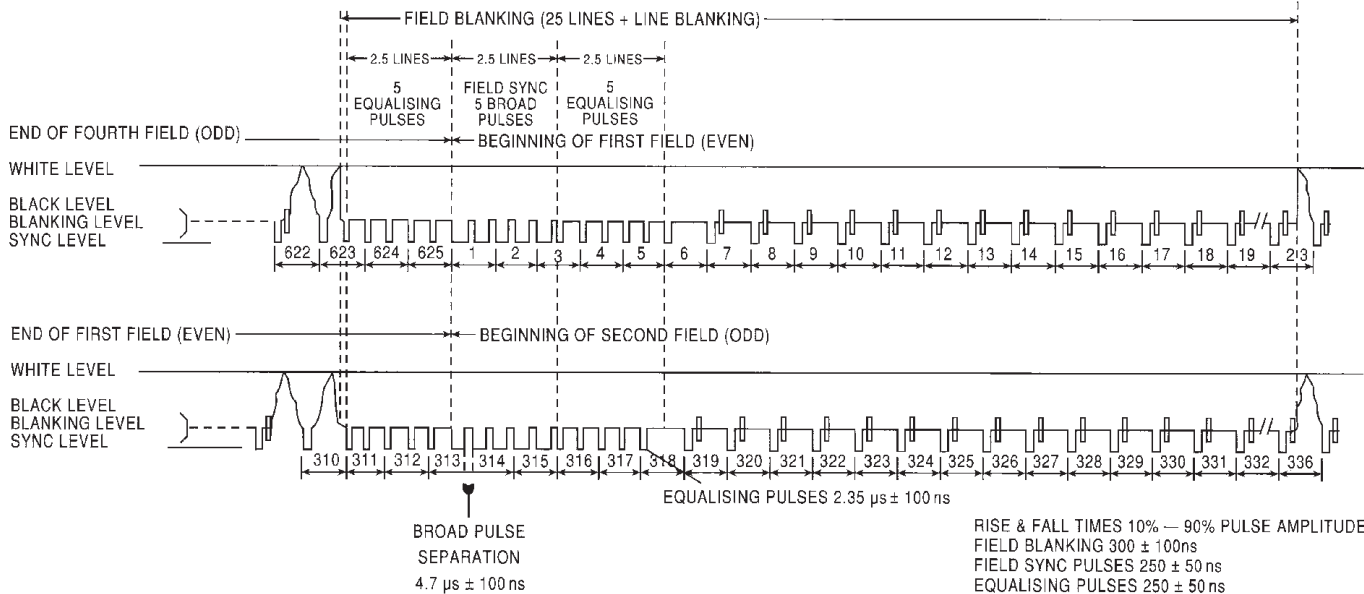 FIELD BLANKING (25 LINES + LINE BLANKING)
2.5 LINES 2.5 LINES 2.5 LINES
5 EQUALISING PULSES
FIELD SYNC 5 BROAD PULSES
5 EQUALISING PULSES
END OF FOURTH FIELD (ODD)
BEGINNING OF FIRST FIELD (EVEN)
WHITE LEVEL
BLACK LEVEL
BLANKING LEVEL
SYNC LEVEL
622 623 624 625 1 2 3 4 5 6 7 8 9 10 11 12 13 14 15 16 17 18 19 23
END OF FIRST FIELD (EVEN)
BEGINNING OF SECOND FIELD (ODD)
WHITE LEVEL
BLACK LEVEL
BLANKING LEVEL
SYNC LEVEL
310 311 312 313 314 315 316 317 318 319 320 321 322 323 324 325 326 327 328 329 330 331 332 336
EQUALISING PULSES 2.35 µs ± 100 ns
BROAD PULSE
SEPARATION
4.7 µs ± 100 ns
RISE & FALL TIMES 10% — 90% PULSE AMPLITUDE
FIELD BLANKING 300 ± 100ns
FIELD SYNC PULSES 250 ± 50 ns
EQUALISING PULSES 250 ± 50 ns